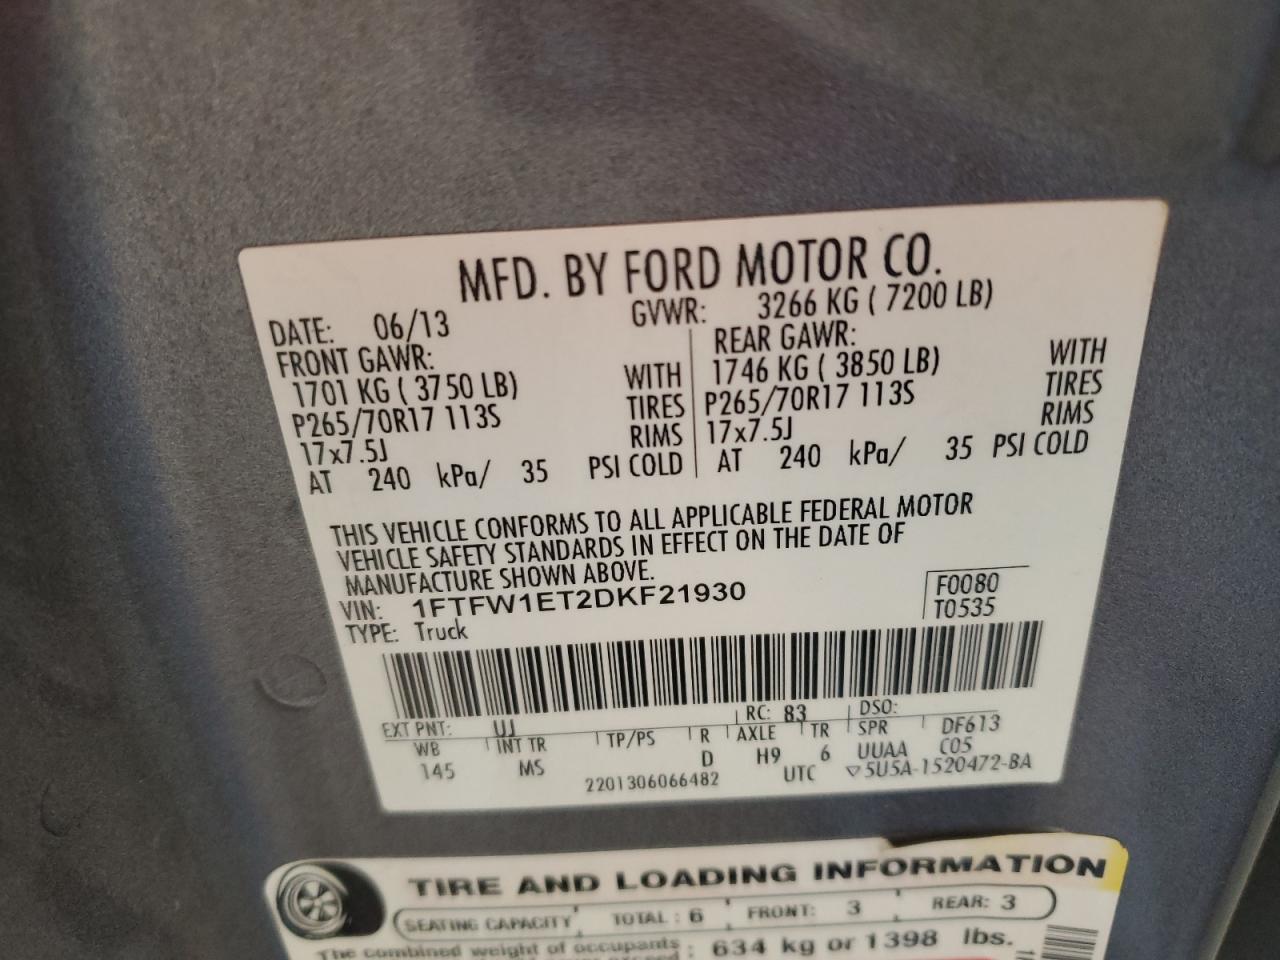 MFD. BY FORD MOTOR CO.
DATE: 06/13 GVWR: 3266 KG ( 7200 LB)
FRONT GAWR: REAR GAWR:
1701 KG ( 3750 LB) WITH 1746 KG ( 3850 LB) WITH
P265/70R17 113S TIRES P265/70R17 113S TIRES
17x7.5J RIMS 17x7.5J RIMS
AT 240 kPa/ 35 PSI COLD AT 240 kPa/ 35 PSI COLD
THIS VEHICLE CONFORMS TO ALL APPLICABLE FEDERAL MOTOR
VEHICLE SAFETY STANDARDS IN EFFECT ON THE DATE OF
MANUFACTURE SHOWN ABOVE.
VIN: 1FTFW1ET2DKF21930 F0080
TYPE: Truck T0535
EXT PNT: UJ RC: 83 DSO:
WB INT TR TP/PS R AXLE TR SPR DF613
145 MS D H9 6 UUAA C05
2201306066482 UTC ▽5U5A-1520472-BA
TIRE AND LOADING INFORMATION
SEATING CAPACITY TOTAL : 6 FRONT: 3 REAR: 3
The combined weight of occupants : 634 kg or 1398 lbs.